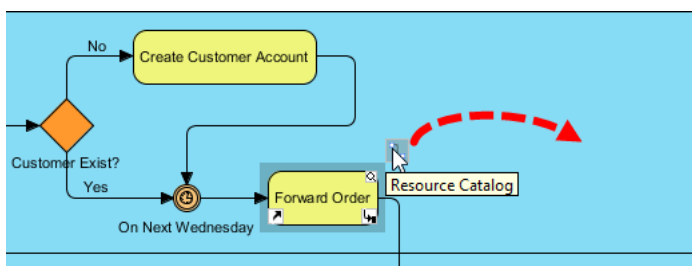 No
Create Customer Account
Customer Exist?
Yes
Forward Order
Resource Catalog
On Next Wednesday